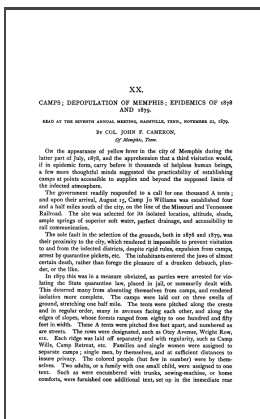 XX.
CAMPS; DEPOPULATION OF MEMPHIS; EPIDEMICS OF 1878
AND 1879.
READ AT THE SEVENTH ANNUAL MEETING, NASHVILLE, TENN., NOVEMBER 21, 1879.
BY COL. JOHN F. CAMERON,
Of Memphis, Tenn.
ON the appearance of yellow fever in the city of Memphis during the
latter part of July, 1878, and the apprehension that a third visitation would,
if in epidemic form, carry before it thousands of helpless human beings,
a few more thoughtful minds suggested the practicability of establishing
camps at points accessible to supplies and beyond the supposed limits of
the infected atmosphere.
The government readily responded to a call for one thousand A tents;
and upon their arrival, August 13, Camp Jo Williams was established four
and a half miles south of the city, on the line of the Missouri and Tennessee
Railroad. The site was selected for its isolated location, altitude, shade,
ample springs of superior soft water, perfect drainage, and accessibility to
rail communication.
The sole fault in the selection of the grounds, both in 1878 and 1879, was
their proximity to the city, which rendered it impossible to prevent visitation
to and from the infected districts, despite rigid rules, expulsion from camps,
arrest by quarantine pickets, etc. The inhabitants entered the jaws of almost
certain death, rather than forego the pleasure of a drunken debauch, plun-
der, or the like.
In 1879 this was in a measure obviated, as parties were arrested for vio-
lating the State quarantine law, placed in jail, or summarily dealt with.
This deterred many from absenting themselves from camps, and rendered
isolation more complete. The camps were laid out on three swells of
ground, stretching one half mile. The tents were pitched along the crests
and in regular order, many in avenues facing each other, and along the
edges of slopes, whose forests ranged from eighty to one hundred and fifty
feet in width. These A tents were pitched five feet apart, and numbered as
are streets. The rows were designated, such as Otey Avenue, Wright Row,
etc. Each ridge was laid off separately and with regularity, such as Camp
Wills, Camp Retreat, etc. Families and single women were assigned to
separate camps; single men, by themselves, and at sufficient distances to
insure privacy. The colored people (but few in number) were by them-
selves. Two adults, or a family with one small child, were assigned to one
tent. Such as were encumbered with trunks, sewing-machine, or home
comforts, were furnished one additional tent, set up in the immediate rear